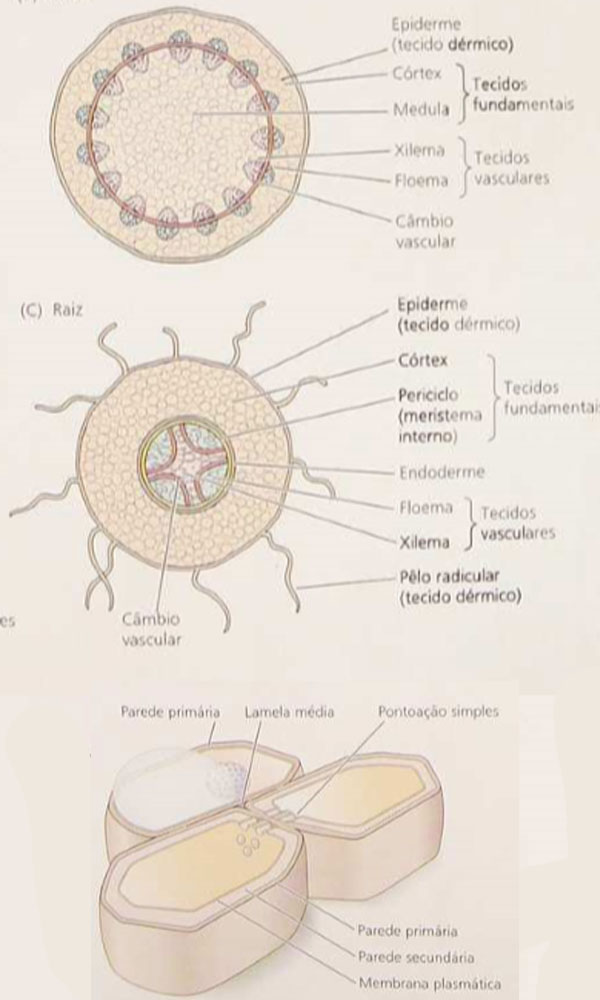 Epiderme
(tecido dérmico)
Córtex
Tecidos
fundamentais
Medula
Xilema
Tecidos
vasculares
Floema
Câmbio
vascular
(C) Raiz
Epiderme
(tecido dérmico)
Córtex
Tecidos
fundamentai
Periciclo
(meristema
interno)
Endoderme
Floema
Tecidos
vasculares
Xilema
Pêlo radicular
(tecido dérmico)
es
Câmbio
vascular
Parede primária
Lamela média
Pontoação simples
Parede primária
Parede secundária
Membrana plasmática